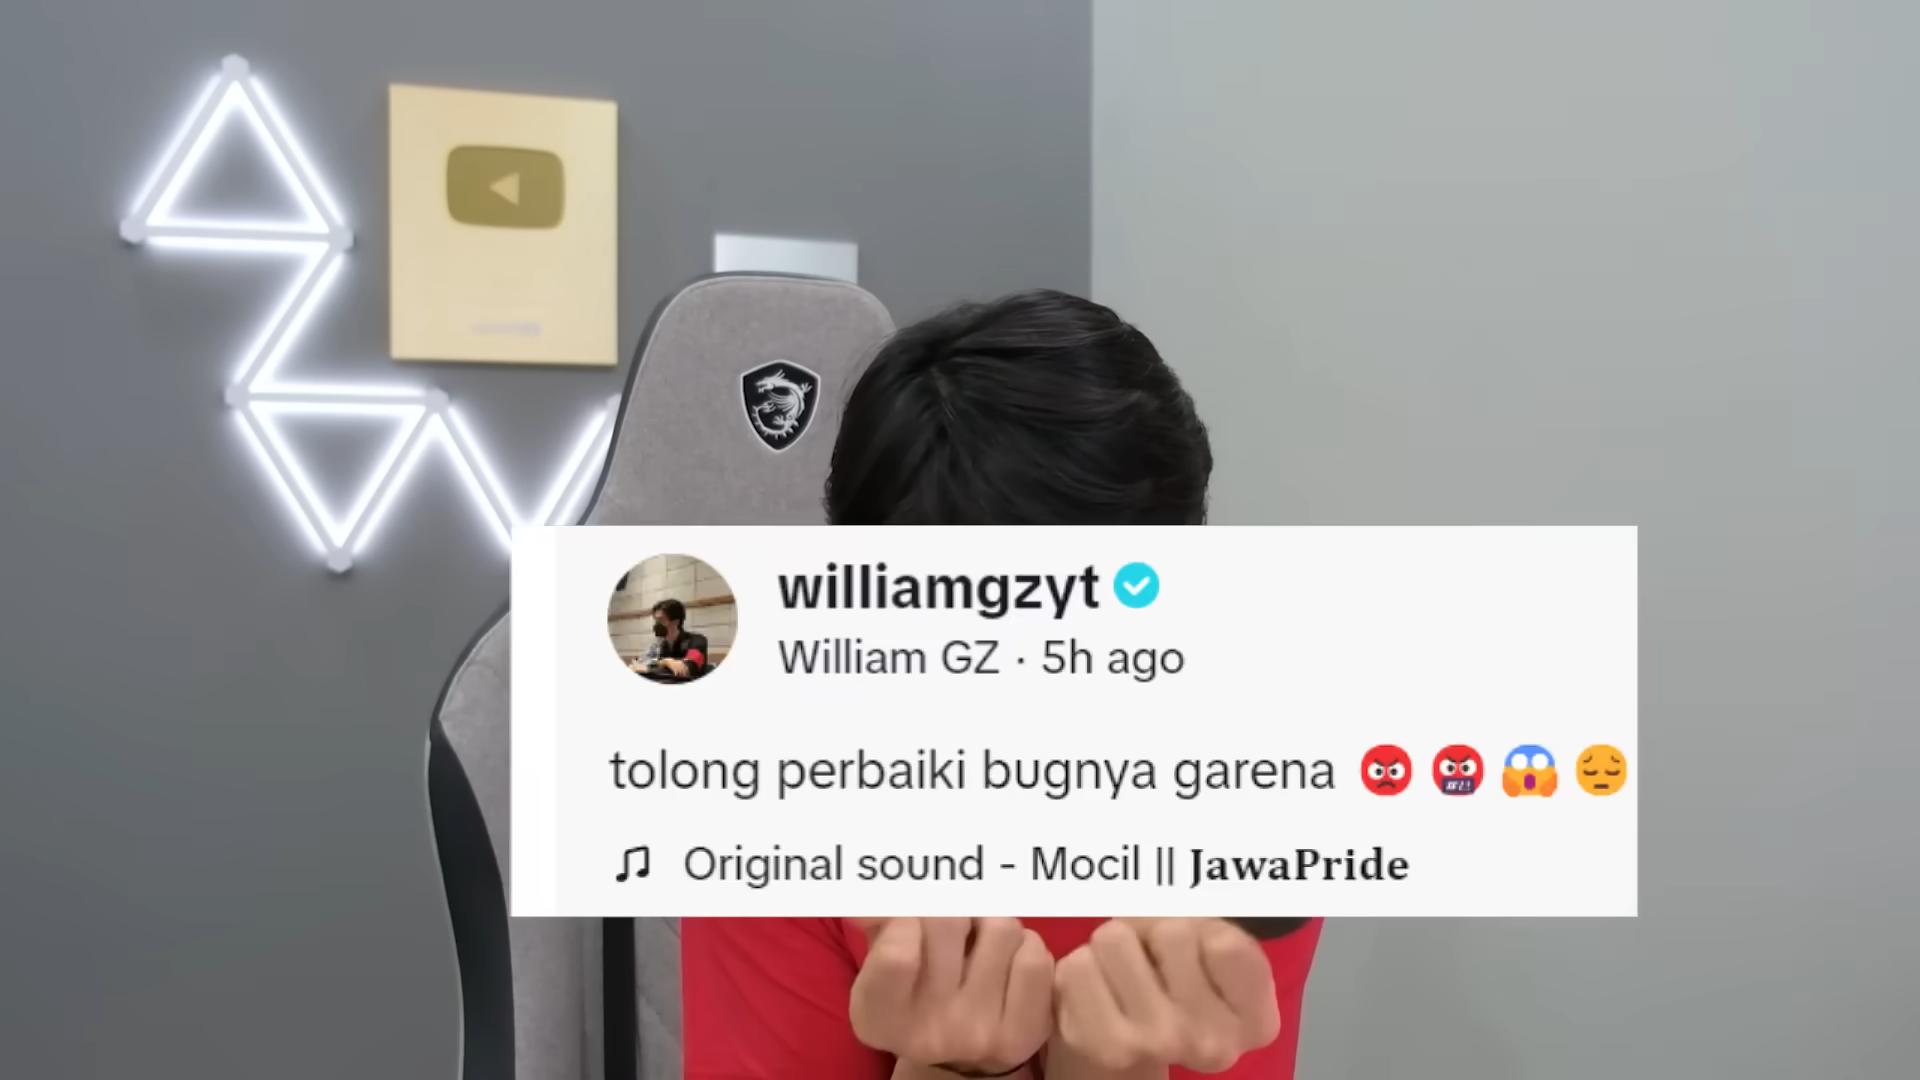 williamgzyt
William GZ · 5h ago
tolong perbaiki bugnya garena 😡 🤬 😱 😔
Original sound - Mocil || JawaPride